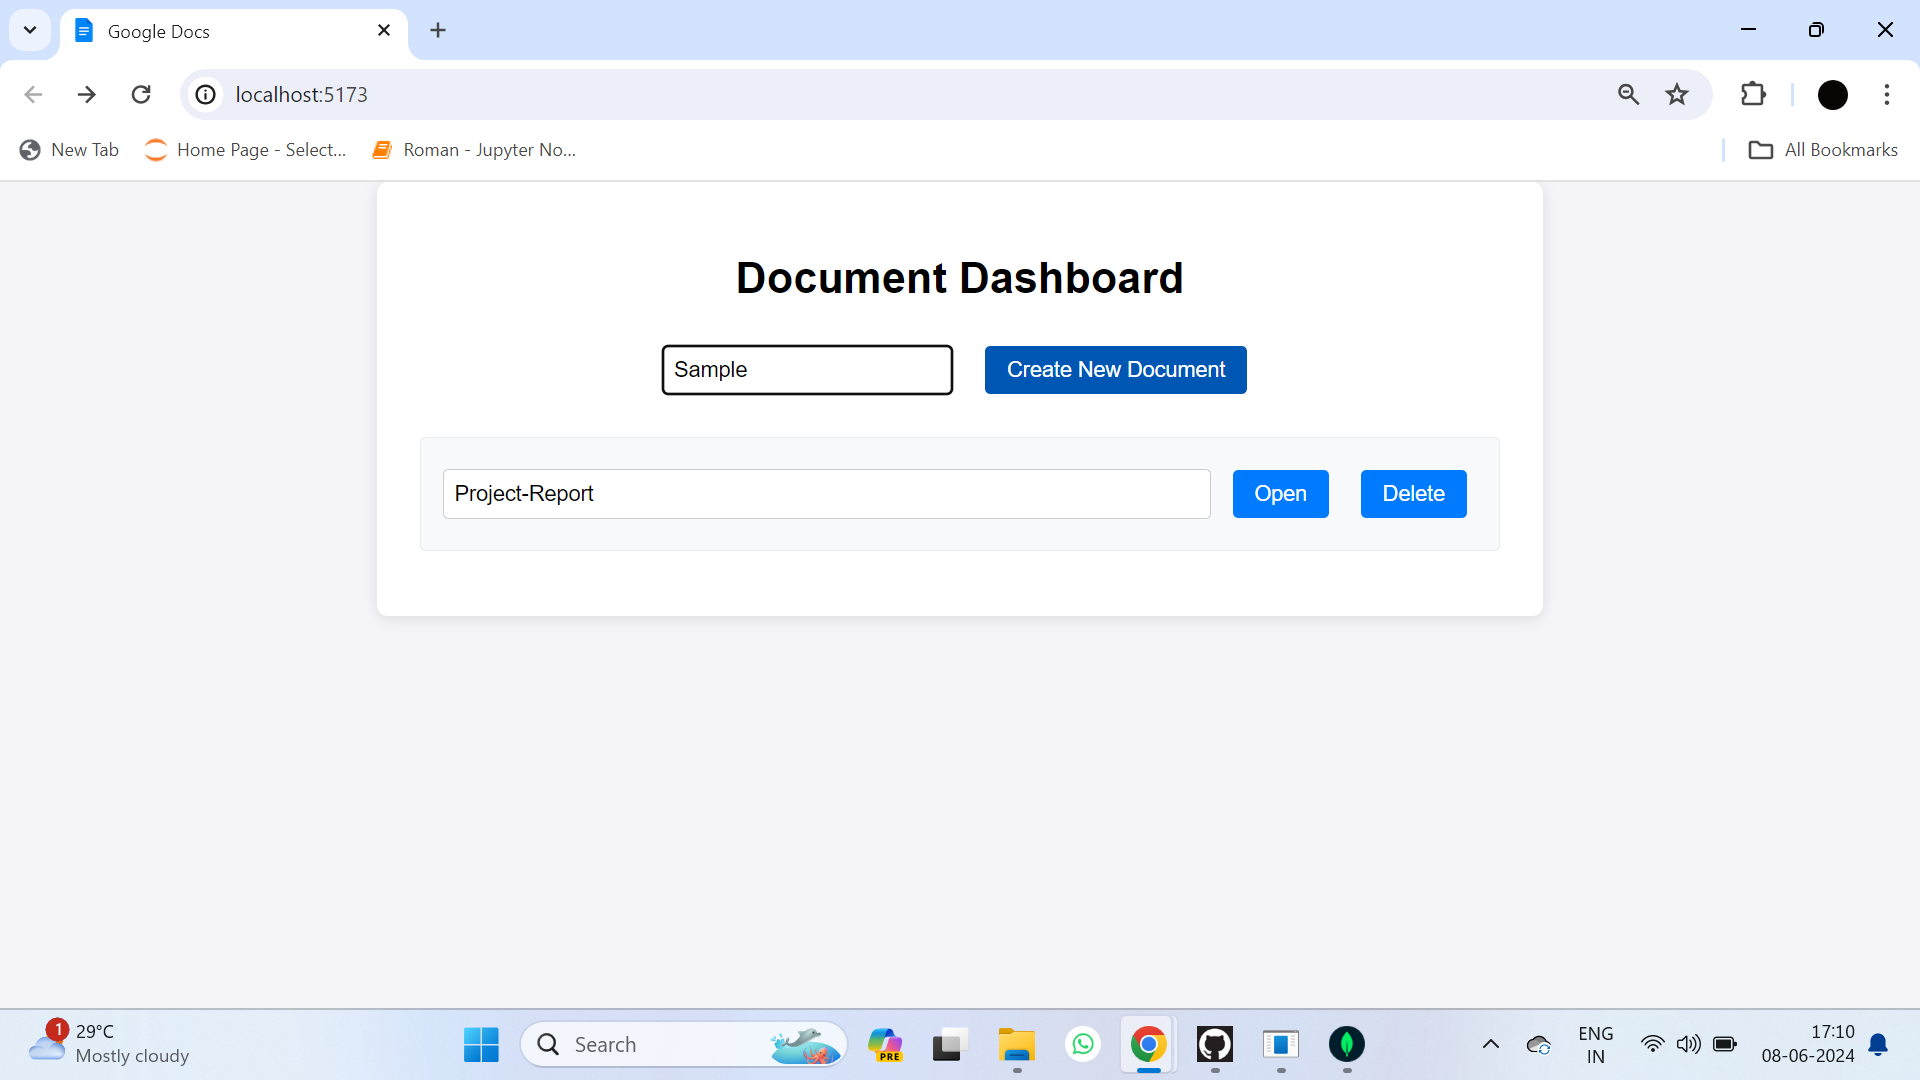 Google Docs
localhost:5173
New Tab
Home Page - Select...
Roman - Jupyter No...
All Bookmarks
Document Dashboard
Sample
Create New Document
Project-Report
Open
Delete
1
29°C
Mostly cloudy
Search
PRE
ENG
IN
17:10
08-06-2024